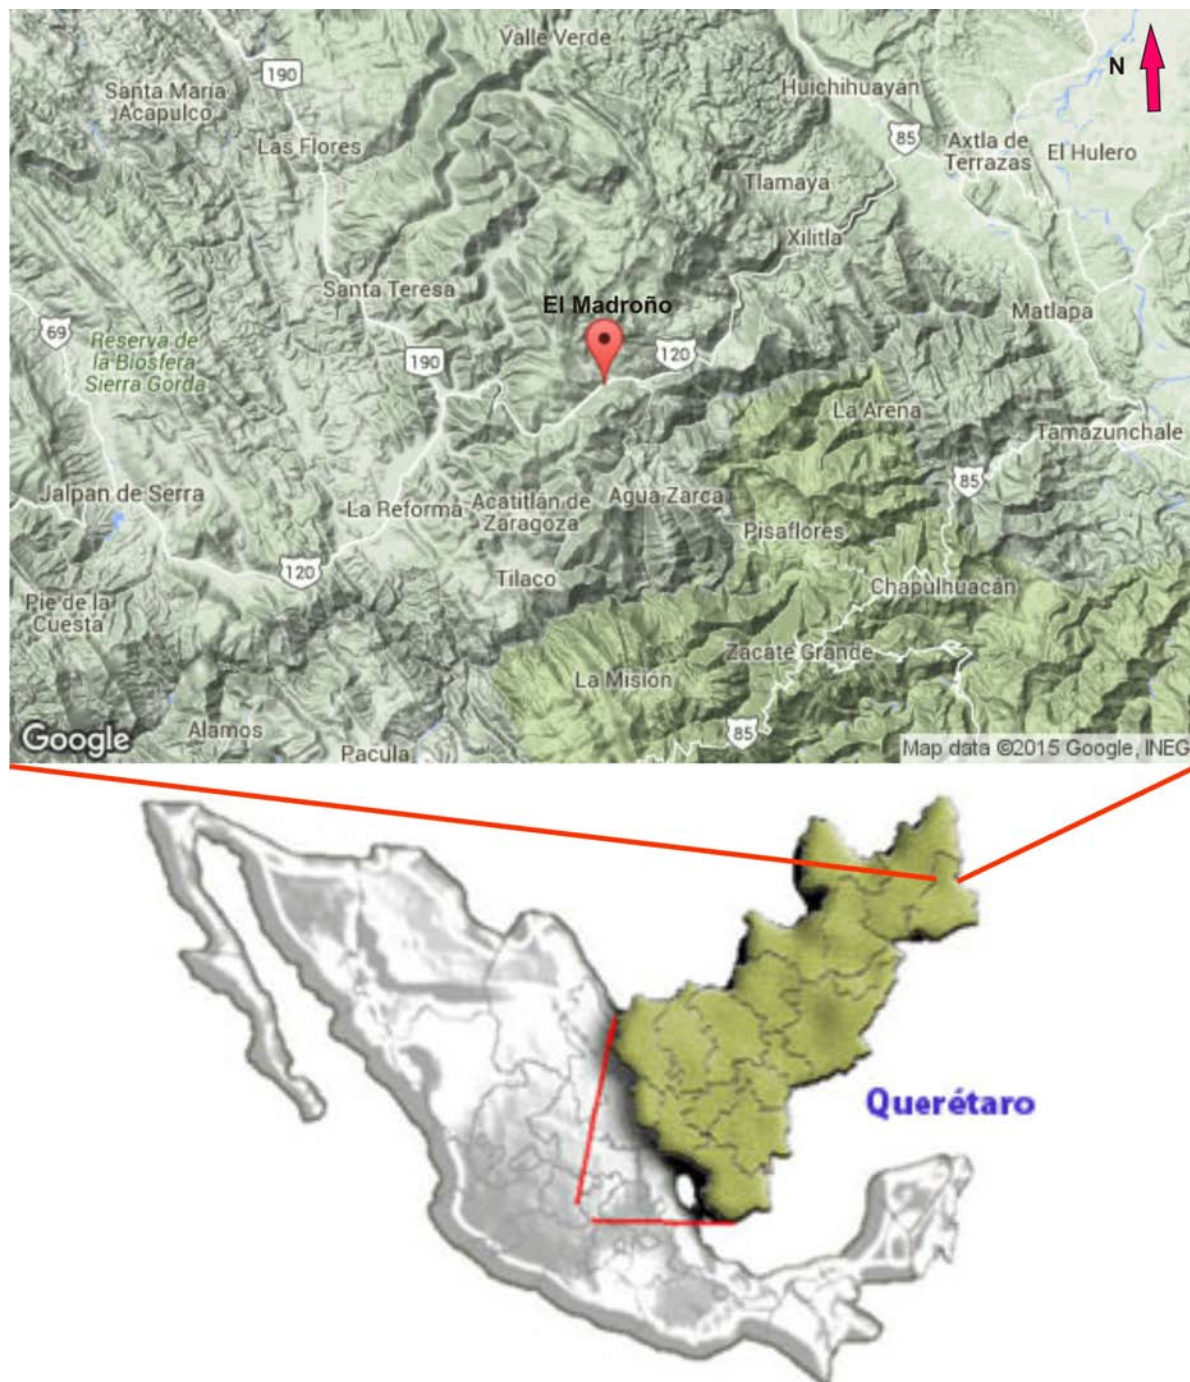 Valle Verde
N
190
Santa María
Acapulco
Huichihuayán
85
Axtla de
Terrazas
El Hulero
Las Flores
Tlamaya
Xilitla
Santa Teresa
El Madroño
Matlapa
69
Reserva de
la Biosfera
Sierra Gorda
190
120
La Arena
Tamazunchale
85
Jalpan de Serra
La Reforma
Acatitlán de
Zaragoza
Agua Zarca
Pisaflores
120
Tilaco
Chapulhuacán
Pie de la
Cuesta
Zacate Grande
La Misión
Alamos
85
Google
Pacula
Map data ©2015 Google, INEG
Querétaro